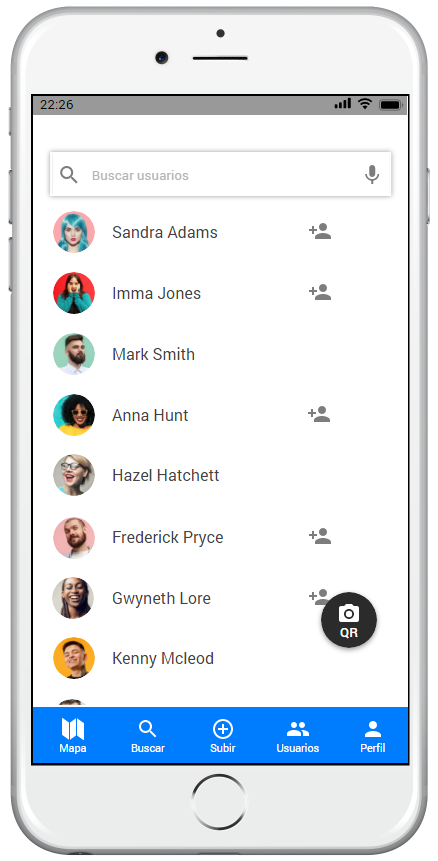 22:26
Buscar usuarios
Sandra Adams
Imma Jones
Mark Smith
Anna Hunt
Hazel Hatchett
Frederick Pryce
Gwyneth Lore
QR
Kenny Mcleod
Mapa
Buscar
Subir
Usuarios
Perfil